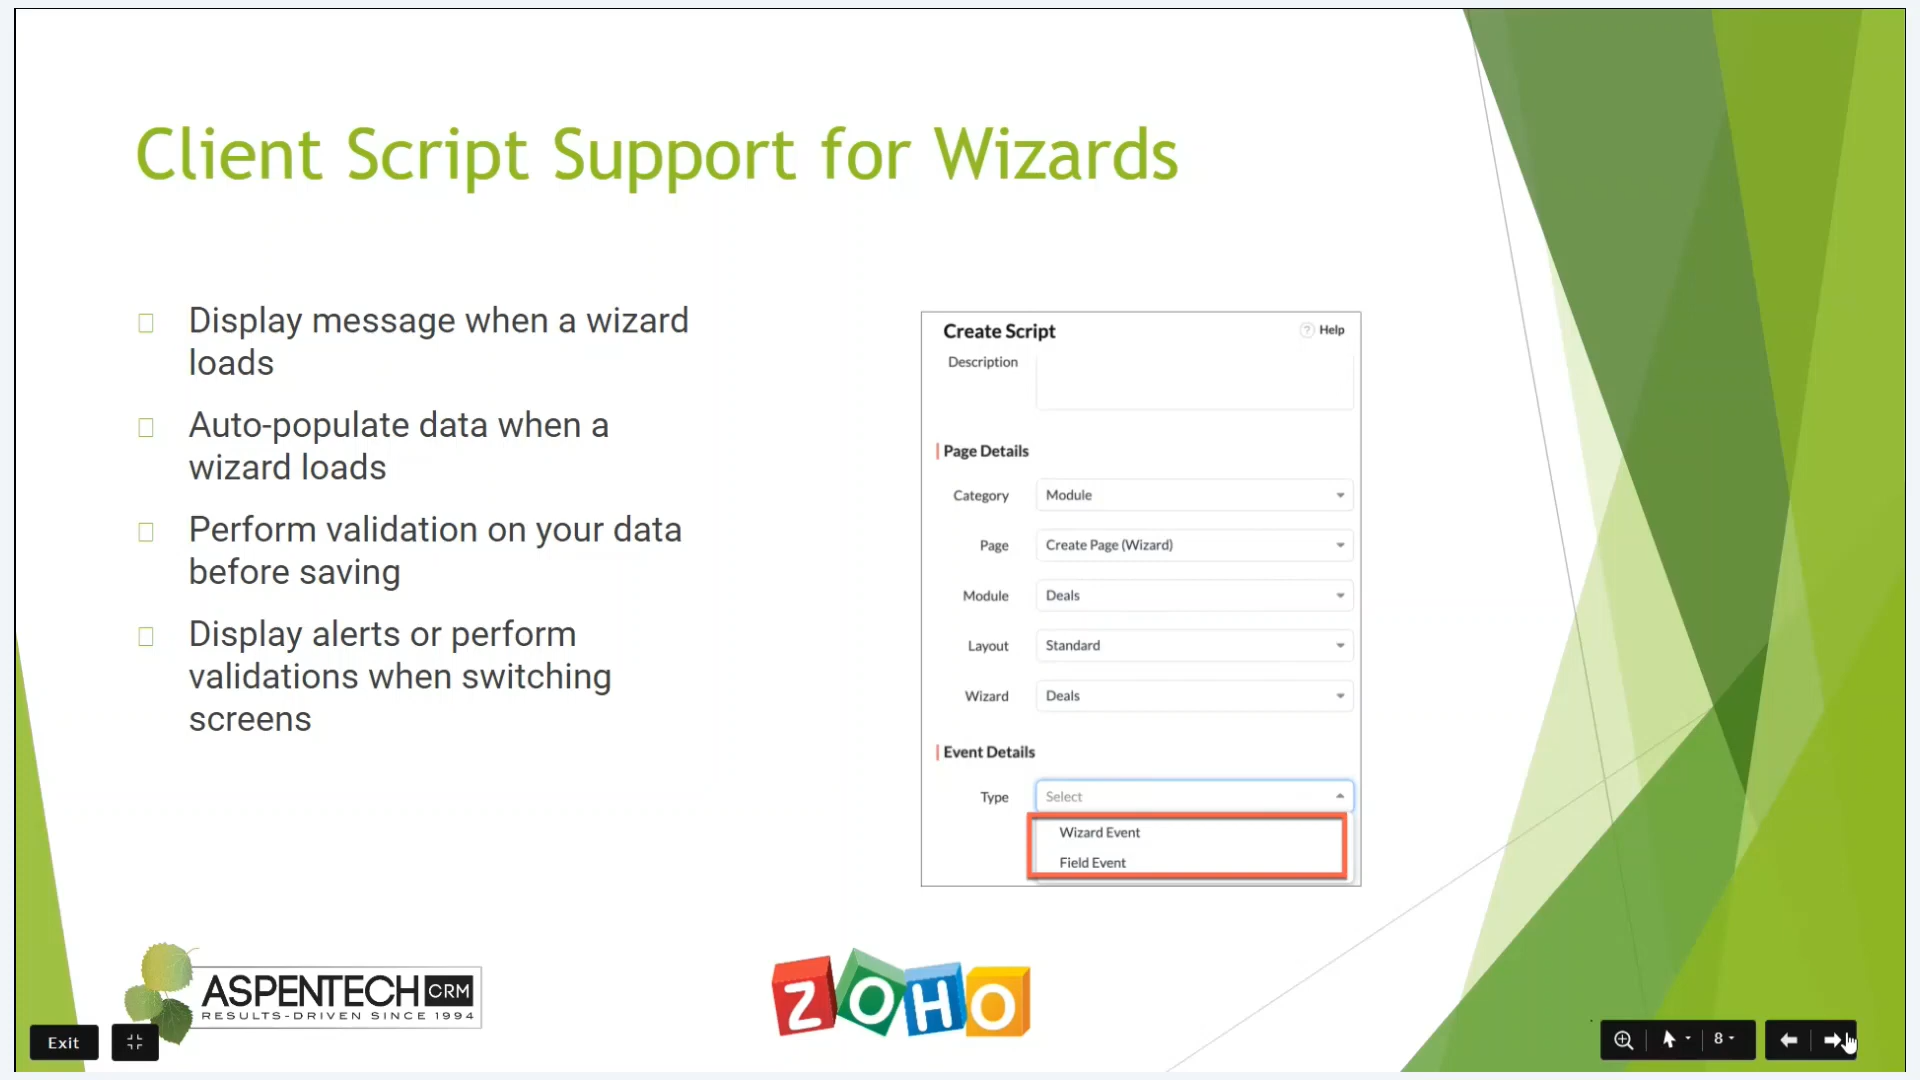 Client Script Support for Wizards
Display message when a wizard
loads
Auto-populate data when a
wizard loads
Perform validation on your data
before saving
Display alerts or perform
validations when switching
screens
Create Script
? Help
Description
Page Details
Category Module
Page Create Page (Wizard)
Module Deals
Layout Standard
Wizard Deals
Event Details
Type Select
Wizard Event
Field Event
ASPENTECH CRM
RESULTS-DRIVEN SINCE 1994
ZOHO
Exit
8